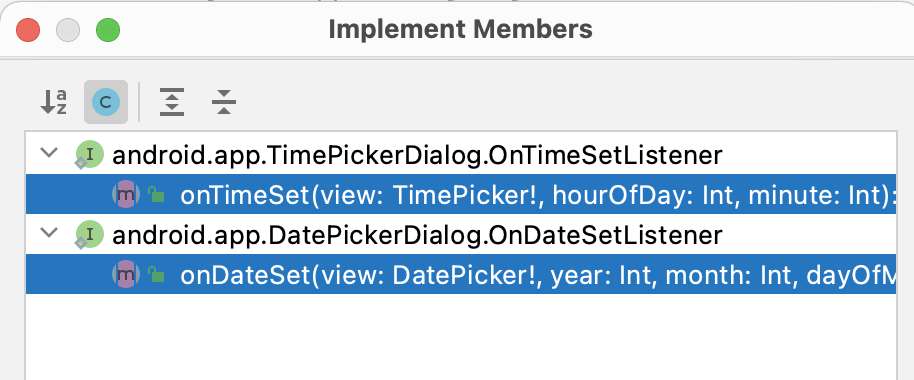 Implement Members
a
z
C
I android.app.TimePickerDialog.OnTimeSetListener
m onTimeSet(view: TimePicker!, hourOfDay: Int, minute: Int):
I android.app.DatePickerDialog.OnDateSetListener
m onDateSet(view: DatePicker!, year: Int, month: Int, dayOfM